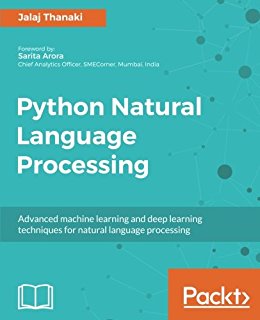 Jalaj Thanaki
Foreword by:
Sarita Arora
Chief Analytics Officer, SMECorner, Mumbai, India
Python Natural
Language
Processing
Advanced machine learning and deep learning
techniques for natural language processing
Packt>